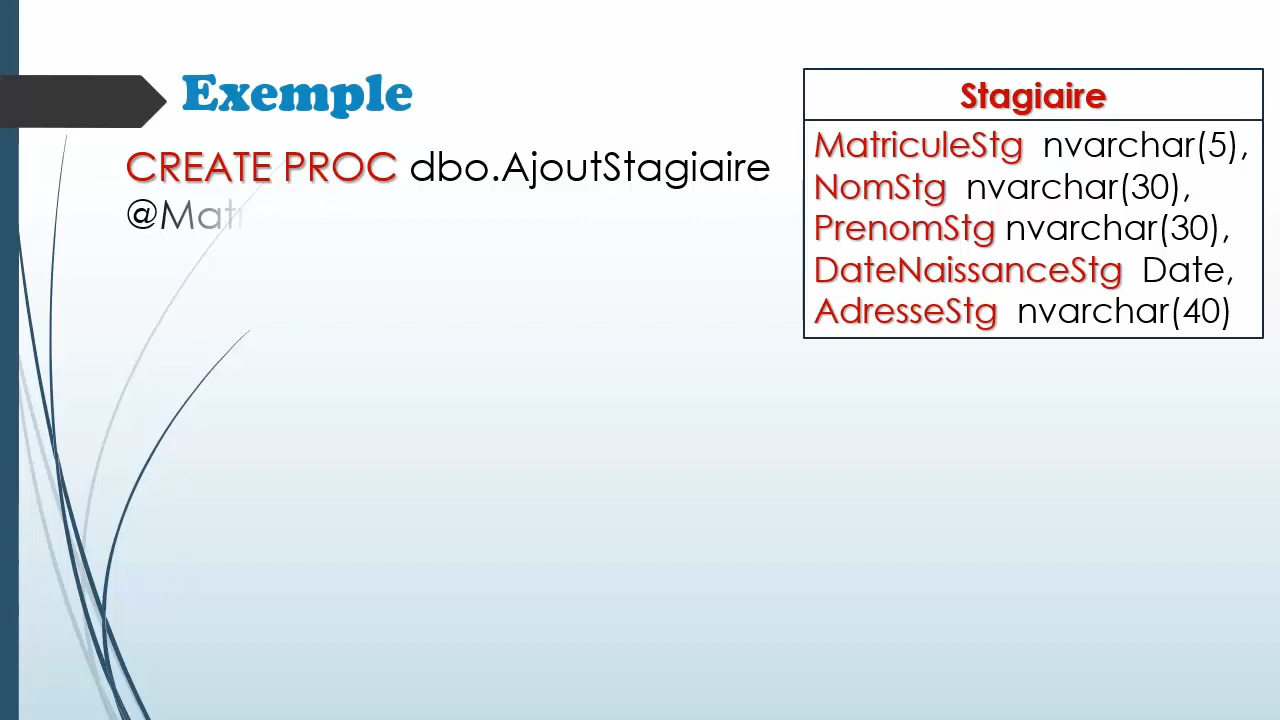 Exemple
CREATE PROC dbo.AjoutStagiaire
@Mat
Stagiaire
MatriculeStg nvarchar(5),
NomStg nvarchar(30),
PrenomStg nvarchar(30),
DateNaissanceStg Date,
AdresseStg nvarchar(40)